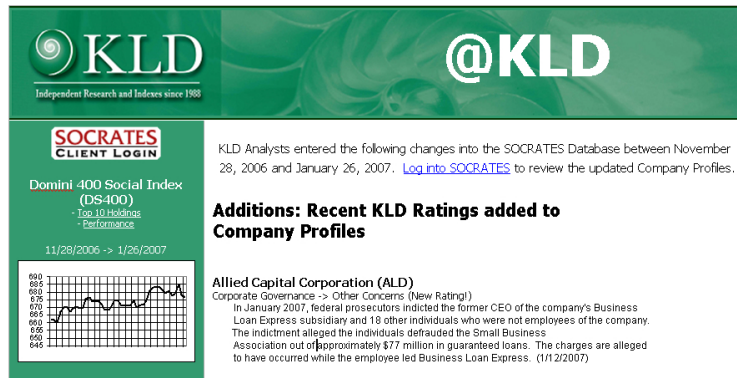 KLD
@KLD
Independent Research and Indexes since 1988
SOCRATES
CLIENT LOGIN
Domini 400 Social Index
(DS400)
- Top 10 Holdings
- Performance
11/28/2006 -> 1/26/2007
690
685
680
675
670
665
660
655
650
645
KLD Analysts entered the following changes into the SOCRATES Database between November
28, 2006 and January 26, 2007. Log into SOCRATES to review the updated Company Profiles.
Additions: Recent KLD Ratings added to
Company Profiles
Allied Capital Corporation (ALD)
Corporate Governance -> Other Concerns (New Rating!)
In January 2007, federal prosecutors indicted the former CEO of the company's Business
Loan Express subsidiary and 18 other individuals who were not employees of the company.
The indictment alleged the individuals defrauded the Small Business
Association out of approximately $77 million in guaranteed loans. The charges are alleged
to have occurred while the employee led Business Loan Express. (1/12/2007)